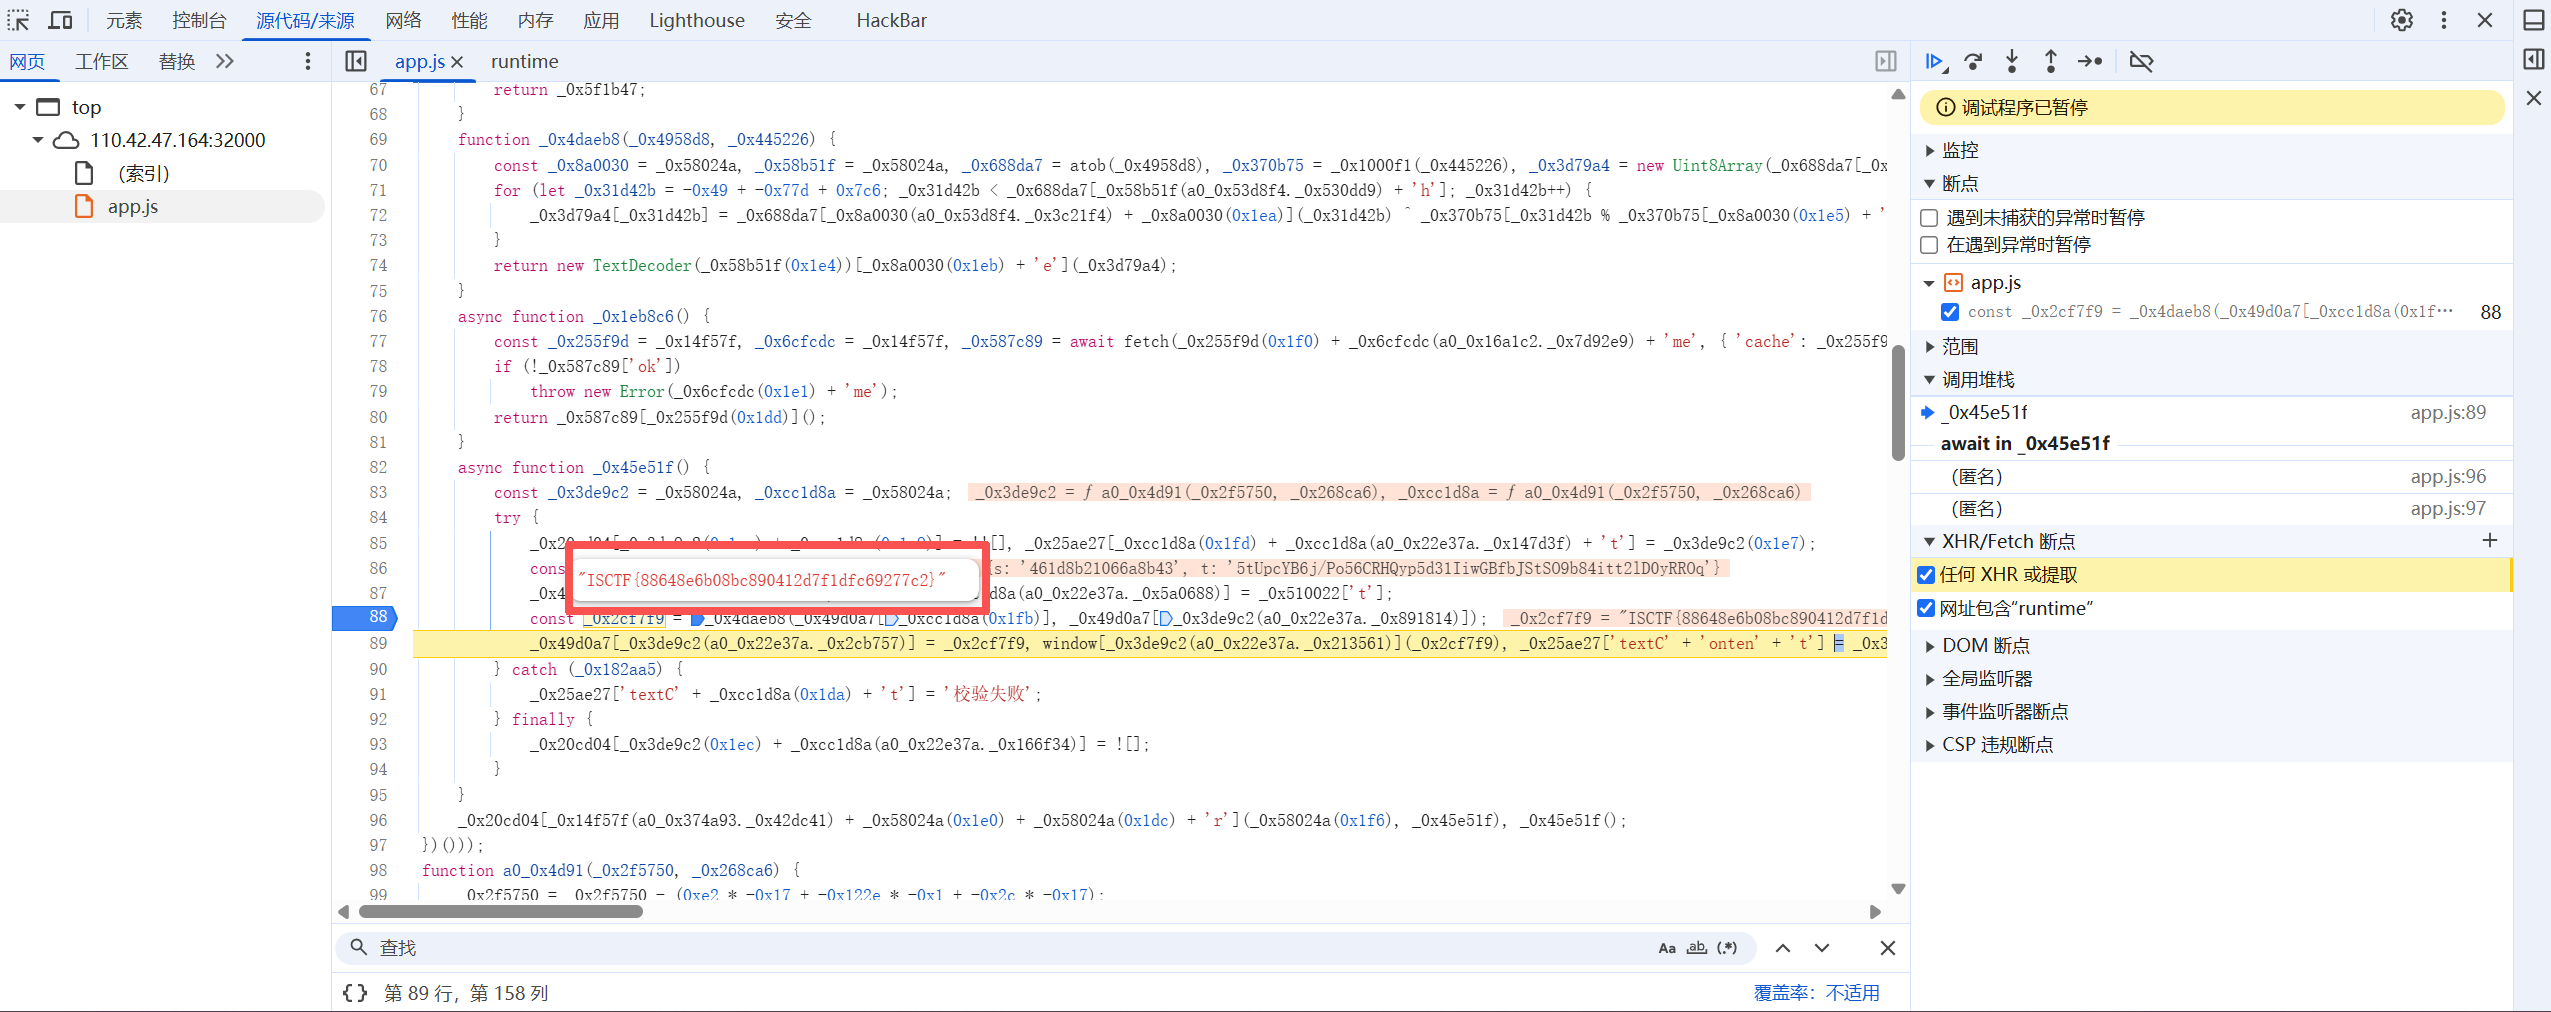 元素 控制台 源代码/来源 网络 性能 内存 应用 Lighthouse 安全 HackBar
网页 工作区 替换
app.js runtime
top
110.42.47.164:32000
(索引)
app.js
67 return _0x5f1b47;
68 }
69 function _0x4daeb8(_0x4958d8, _0x445226) {
70 const _0x8a0030 = _0x58024a, _0x58b51f = _0x58024a, _0x688da7 = atob(_0x4958d8), _0x370b75 = _0x1000f1(_0x445226), _0x3d79a4 = new Uint8Array(_0x688da7[_0x
71 for (let _0x31d42b = -0x49 + -0x77d + 0x7c6; _0x31d42b < _0x688da7[_0x58b51f(a0_0x53d8f4._0x530dd9) + 'h']; _0x31d42b++) {
72 _0x3d79a4[_0x31d42b] = _0x688da7[_0x8a0030(a0_0x53d8f4._0x3c21f4) + _0x8a0030(0x1ea)](_0x31d42b) ^ _0x370b75[_0x31d42b % _0x370b75[_0x8a0030(0x1e5) + '
73 }
74 return new TextDecoder(_0x58b51f(0x1e4))[_0x8a0030(0x1eb) + 'e'](_0x3d79a4);
75 }
76 async function _0x1eb8c6() {
77 const _0x255f9d = _0x14f57f, _0x6cfcdc = _0x14f57f, _0x587c89 = await fetch(_0x255f9d(0x1f0) + _0x6cfcdc(a0_0x16a1c2._0x7d92e9) + 'me', { 'cache': _0x255f9
78 if (!_0x587c89['ok'])
79 throw new Error(_0x6cfcdc(0x1e1) + 'me');
80 return _0x587c89[_0x255f9d(0x1dd)]();
81 }
82 async function _0x45e51f() {
83 const _0x3de9c2 = _0x58024a, _0xcc1d8a = _0x58024a; _0x3de9c2 = ƒ a0_0x4d91(_0x2f5750, _0x268ca6), _0xcc1d8a = ƒ a0_0x4d91(_0x2f5750, _0x268ca6)
84 try {
85 = !![], _0x25ae27[_0xcc1d8a(0x1fd) + _0xcc1d8a(a0_0x22e37a._0x147d3f) + 't'] = _0x3de9c2(0x1e7);
"ISCTF{88648e6b08bc890412d7f1dfc69277c2}"
86 cons s: '461d8b21066a8b43', t: '5tUpcYB6j/Po56CRHQyp5d31IiwGBfbJStSO9b84itt2lD0yRROq'}
87 _0x4 d8a(a0_0x22e37a._0x5a0688)] = _0x510022['t'];
88 const _0x2cf7f9 = _0x4daeb8(_0x49d0a7[_0xcc1d8a(0x1fb)], _0x49d0a7[_0x3de9c2(a0_0x22e37a._0x891814)]); _0x2cf7f9 = "ISCTF{88648e6b08bc890412d7f1d
89 _0x49d0a7[_0x3de9c2(a0_0x22e37a._0x2cb757)] = _0x2cf7f9, window[_0x3de9c2(a0_0x22e37a._0x213561)](_0x2cf7f9), _0x25ae27['textC' + 'onten' + 't'] = _0x3
90 } catch (_0x182aa5) {
91 _0x25ae27['textC' + _0xcc1d8a(0x1da) + 't'] = '校验失败';
92 } finally {
93 _0x20cd04[_0x3de9c2(0x1ec) + _0xcc1d8a(a0_0x22e37a._0x166f34)] = ![];
94 }
95 }
96 _0x20cd04[_0x14f57f(a0_0x374a93._0x42dc41) + _0x58024a(0x1e0) + _0x58024a(0x1dc) + 'r'](_0x58024a(0x1f6), _0x45e51f), _0x45e51f();
97 })()));
98 function a0_0x4d91(_0x2f5750, _0x268ca6) {
99 _0x2f5750 = _0x2f5750 - (0xe2 * -0x17 + -0x122e * -0x1 + -0x2c * -0x17);
查找
Aa ab (.*)
{} 第 89 行，第 158 列
覆盖率：不适用
调试程序已暂停
监控
断点
遇到未捕获的异常时暂停
在遇到异常时暂停
app.js
const _0x2cf7f9 = _0x4daeb8(_0x49d0a7[_0xcc1d8a(0x1f… 88
范围
调用堆栈
_0x45e51f app.js:89
await in _0x45e51f
(匿名) app.js:96
(匿名) app.js:97
XHR/Fetch 断点
任何 XHR 或提取
网址包含“runtime”
DOM 断点
全局监听器
事件监听器断点
CSP 违规断点